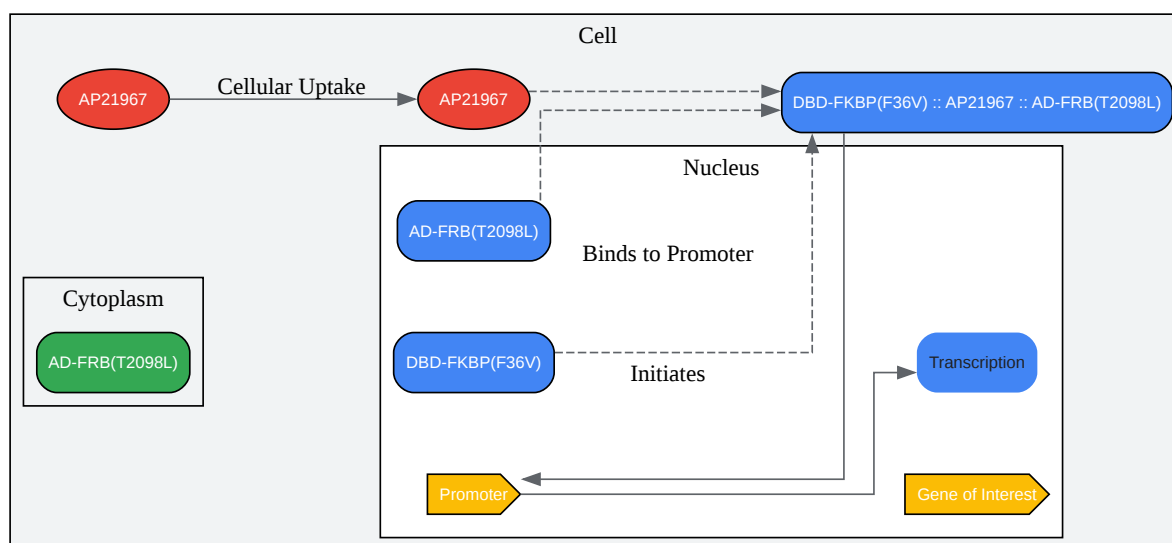 Cell
AP21967
Cellular Uptake
AP21967
DBD-FKBP(F36V) :: AP21967 :: AD-FRB(T2098L)
Nucleus
AD-FRB(T2098L)
Binds to Promoter
Cytoplasm
AD-FRB(T2098L)
DBD-FKBP(F36V)
Initiates
Transcription
Promoter
Gene of Interest